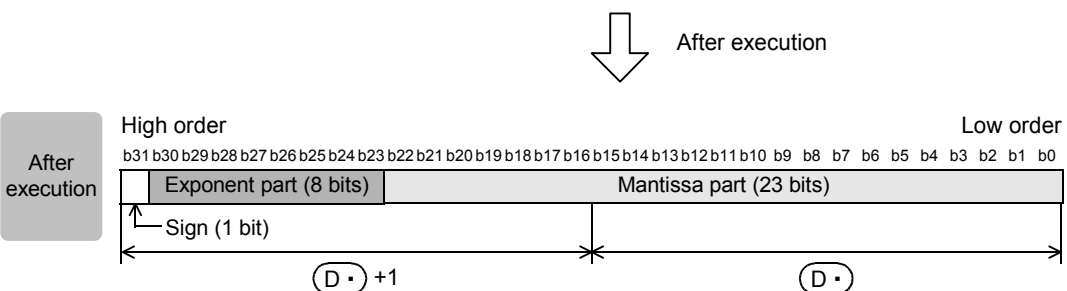 After execution
High order Low order
After execution
b31 b30 b29 b28 b27 b26 b25 b24 b23 b22 b21 b20 b19 b18 b17 b16 b15 b14 b13 b12 b11 b10 b9 b8 b7 b6 b5 b4 b3 b2 b1 b0
Exponent part (8 bits) Mantissa part (23 bits)
Sign (1 bit)
D · +1 D ·